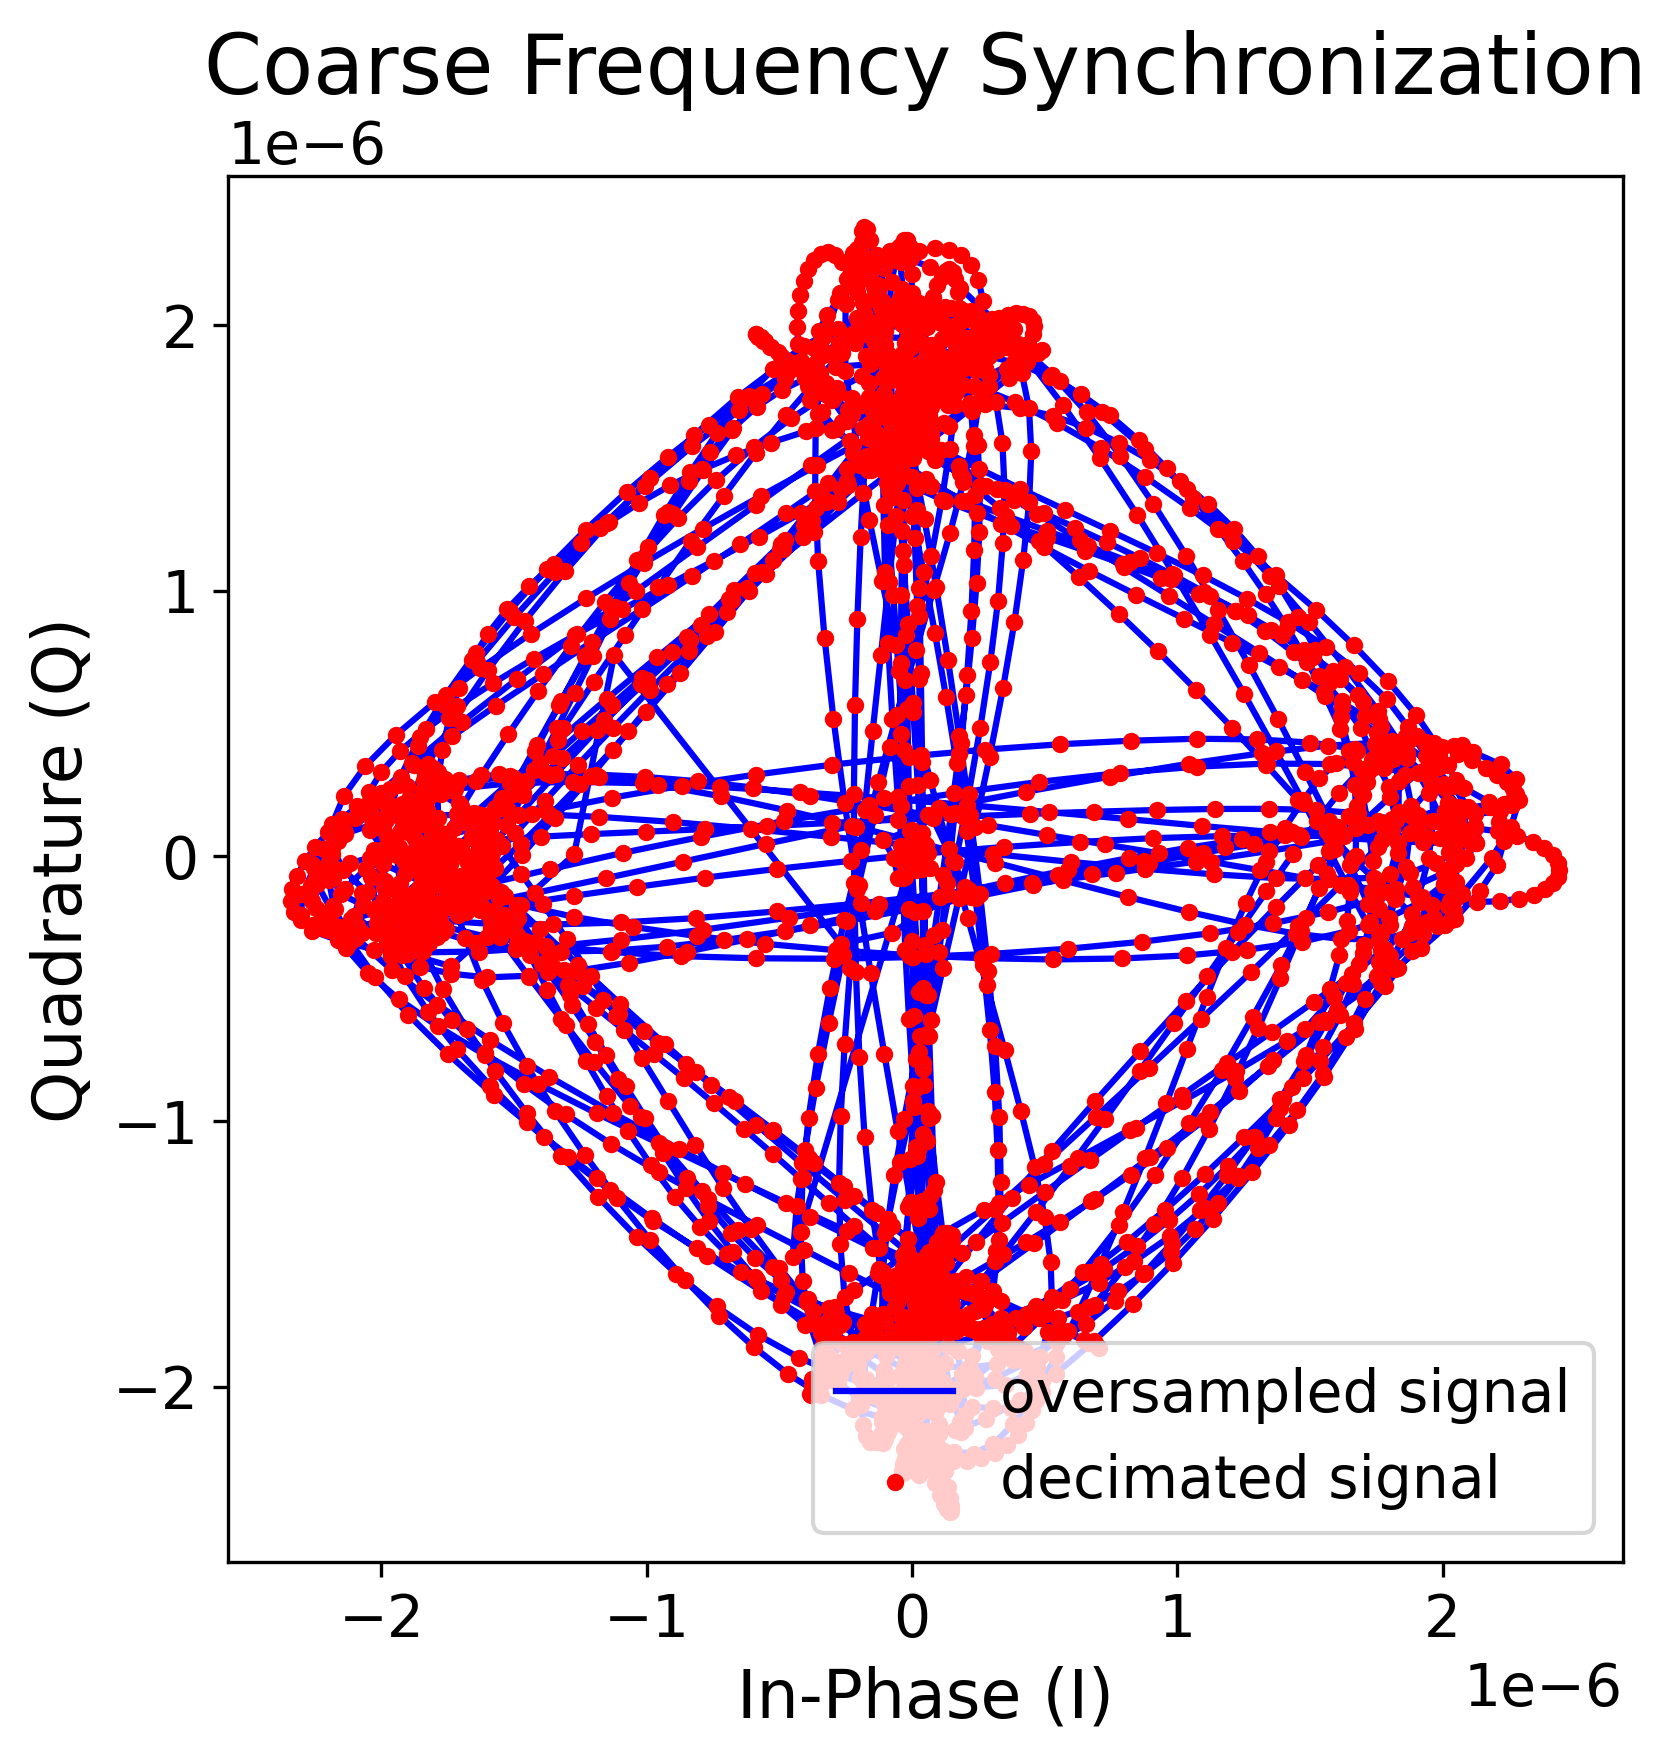 Coarse Frequency Synchronization
1e−6
2
1
0
−1
−2
Quadrature (Q)
oversampled signal
decimated signal
−2
−1
0
1
2
In-Phase (I)
1e−6